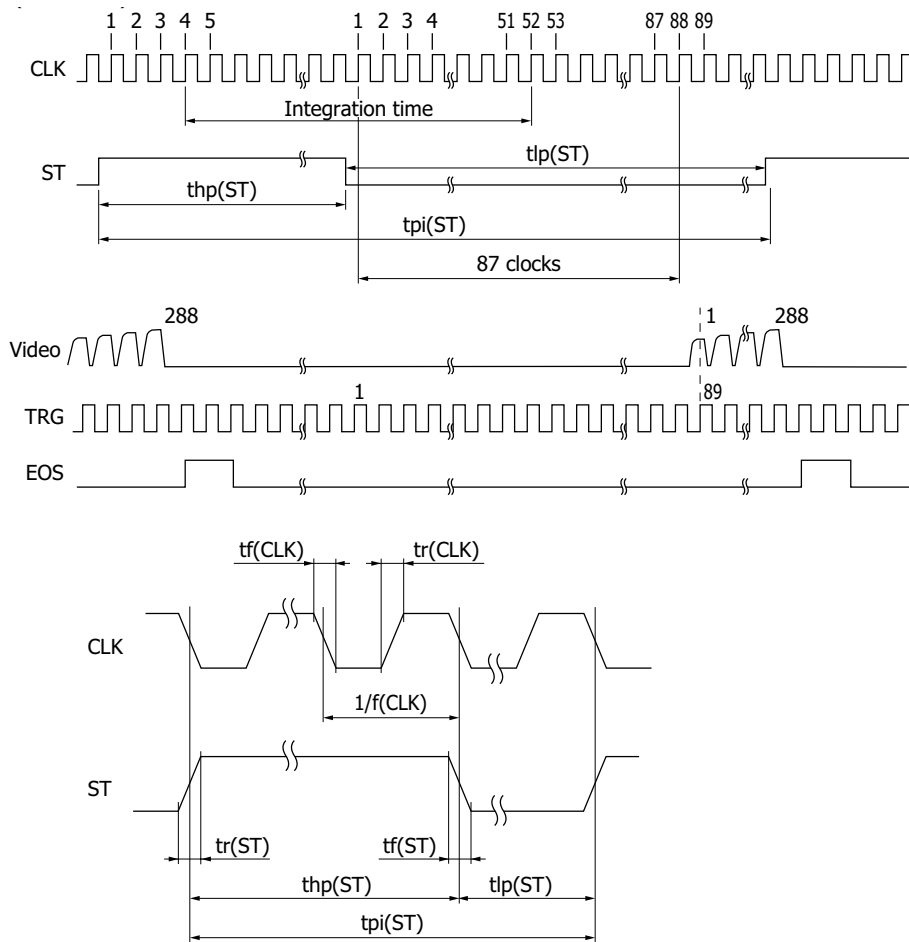 1 2 3 4 5 1 2 3 4 51 52 53 87 88 89
CLK
Integration time
ST
tlp(ST)
thp(ST)
tpi(ST)
87 clocks
288 1 288
Video
1 89
TRG
EOS
tf(CLK) tr(CLK)
CLK
1/f(CLK)
ST
tr(ST) tf(ST)
thp(ST) tlp(ST)
tpi(ST)